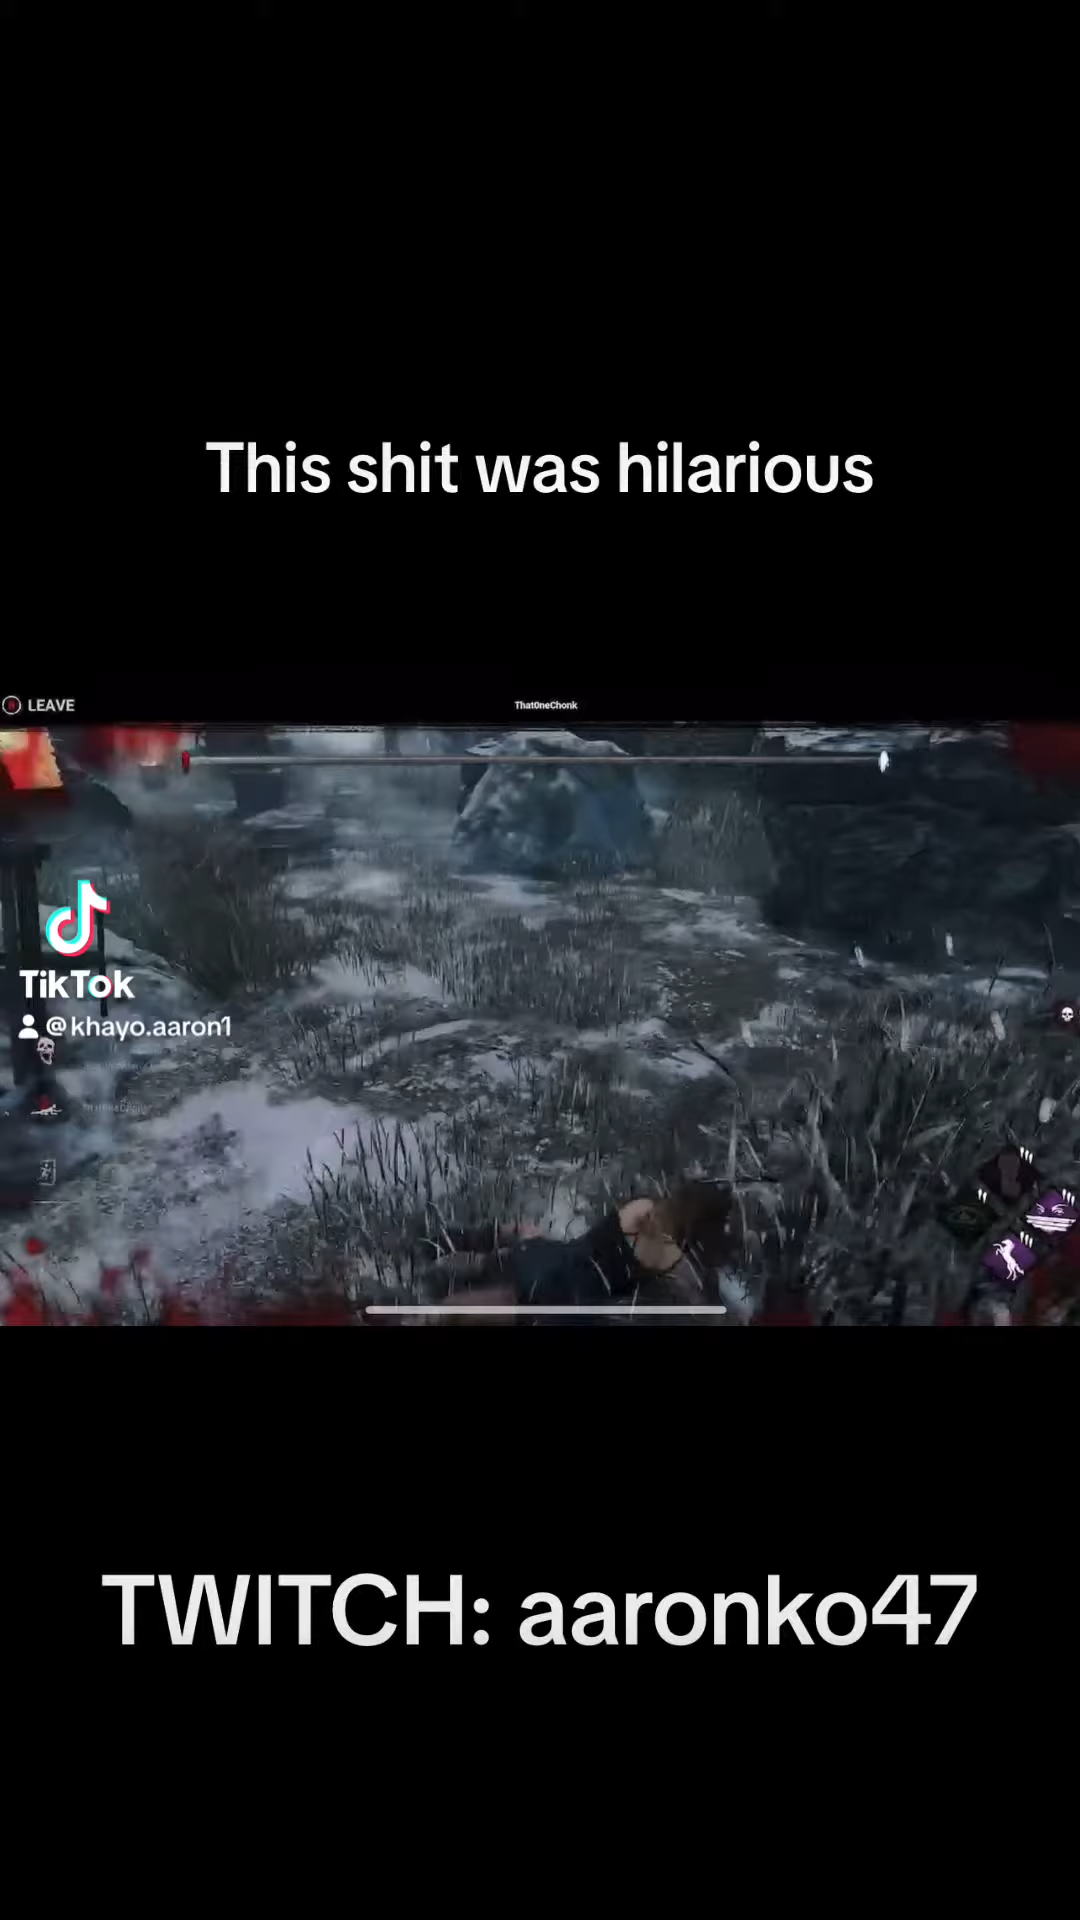 This shit was hilarious
LEAVE
ThatOneChonk
TikTok
@khayo.aaron1
TWITCH: aaronko47